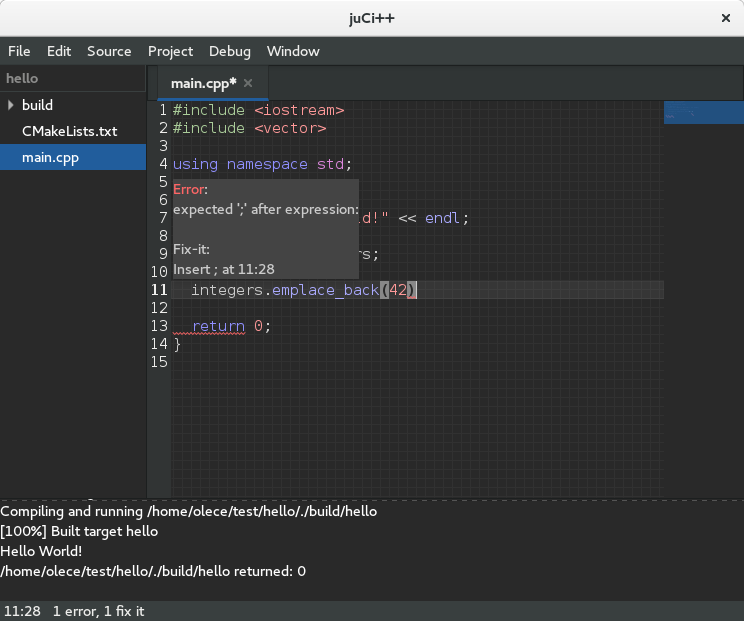 juCi++
File Edit Source Project Debug Window
hello
build
CMakeLists.txt
main.cpp
main.cpp*
1 #include <iostream>
2 #include <vector>
3
4 using namespace std;
5
6
7 ld!" << endl;
8
9 rs;
10
11 integers.emplace_back(42)
12
13 return 0;
14 }
15
Error:
expected ';' after expression:
Fix-it:
Insert ; at 11:28
Compiling and running /home/olece/test/hello/./build/hello
[100%] Built target hello
Hello World!
/home/olece/test/hello/./build/hello returned: 0
11:28 1 error, 1 fix it